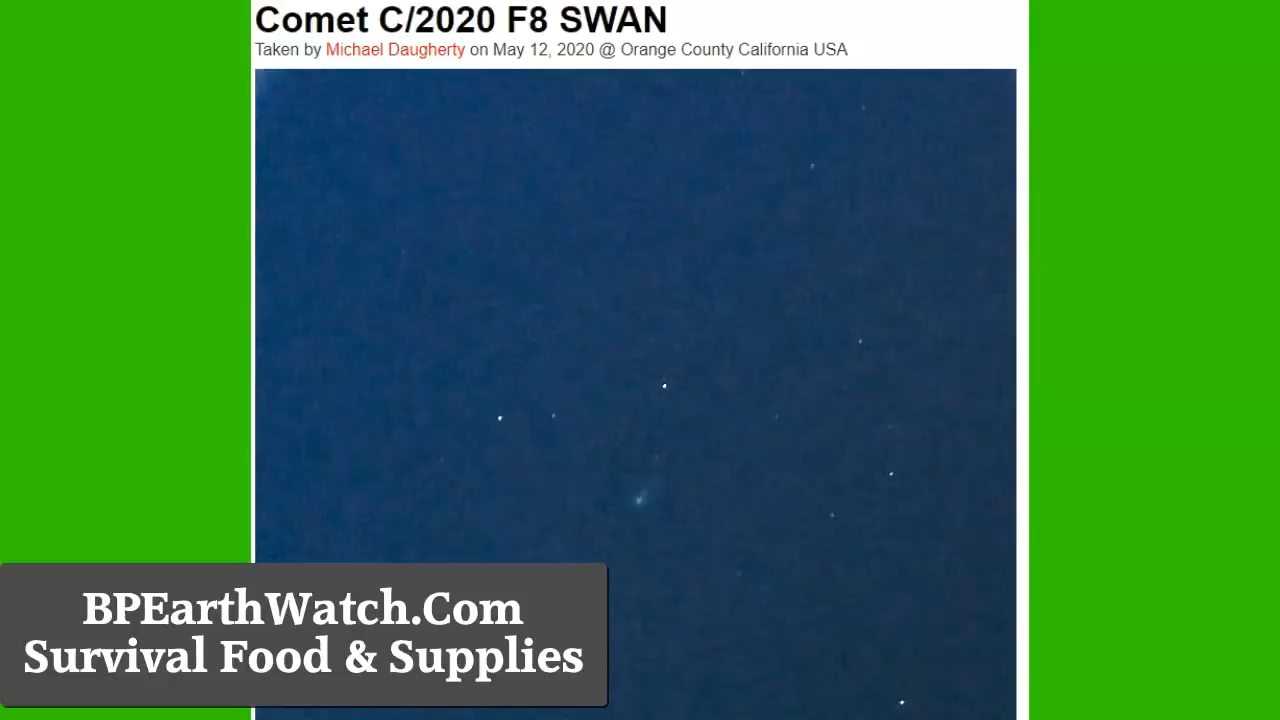 Comet C/2020 F8 SWAN
Taken by Michael Daugherty on May 12, 2020 @ Orange County California USA
BPEarthWatch.Com
Survival Food & Supplies